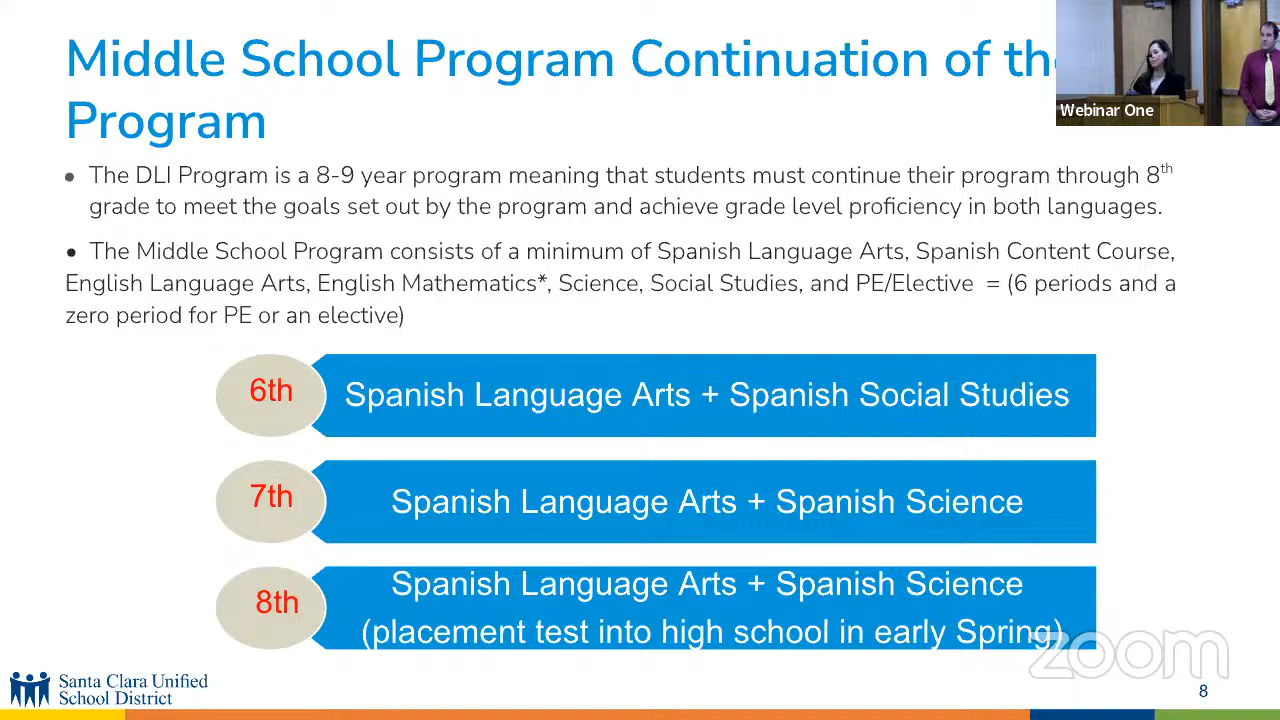 Middle School Program Continuation of the
Program
Webinar One
• The DLI Program is a 8-9 year program meaning that students must continue their program through 8th
grade to meet the goals set out by the program and achieve grade level proficiency in both languages.
• The Middle School Program consists of a minimum of Spanish Language Arts, Spanish Content Course,
English Language Arts, English Mathematics*, Science, Social Studies, and PE/Elective = (6 periods and a
zero period for PE or an elective)
6th Spanish Language Arts + Spanish Social Studies
7th Spanish Language Arts + Spanish Science
8th Spanish Language Arts + Spanish Science
(placement test into high school in early Spring)
zoom
Santa Clara Unified
School District
8